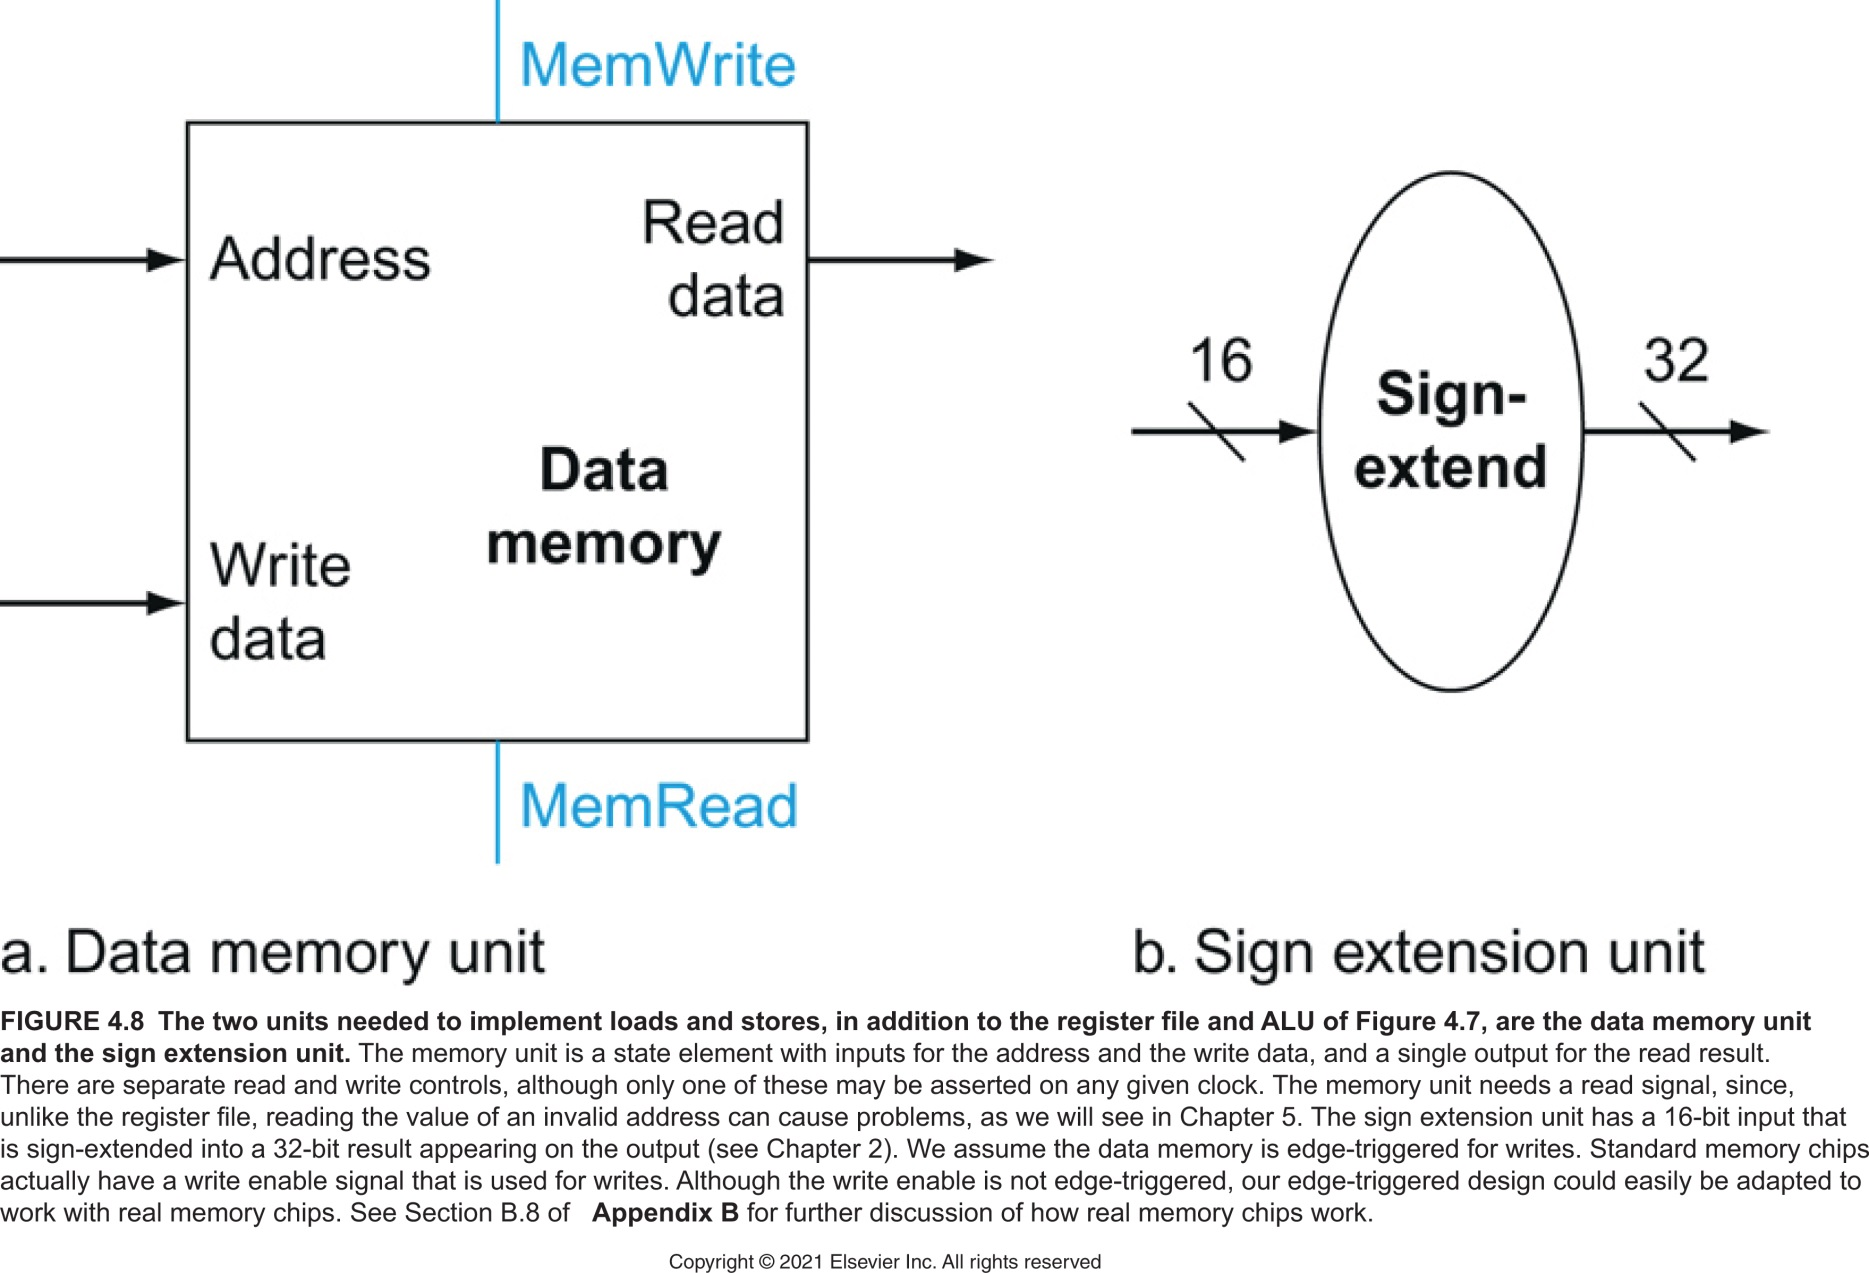 MemWrite
Address
Read
data
Data
memory
Write
data
MemRead
16
Sign-
extend
32
a. Data memory unit
b. Sign extension unit
FIGURE 4.8 The two units needed to implement loads and stores, in addition to the register file and ALU of Figure 4.7, are the data memory unit
and the sign extension unit. The memory unit is a state element with inputs for the address and the write data, and a single output for the read result.
There are separate read and write controls, although only one of these may be asserted on any given clock. The memory unit needs a read signal, since,
unlike the register file, reading the value of an invalid address can cause problems, as we will see in Chapter 5. The sign extension unit has a 16-bit input that
is sign-extended into a 32-bit result appearing on the output (see Chapter 2). We assume the data memory is edge-triggered for writes. Standard memory chips
actually have a write enable signal that is used for writes. Although the write enable is not edge-triggered, our edge-triggered design could easily be adapted to
work with real memory chips. See Section B.8 of Appendix B for further discussion of how real memory chips work.
Copyright © 2021 Elsevier Inc. All rights reserved